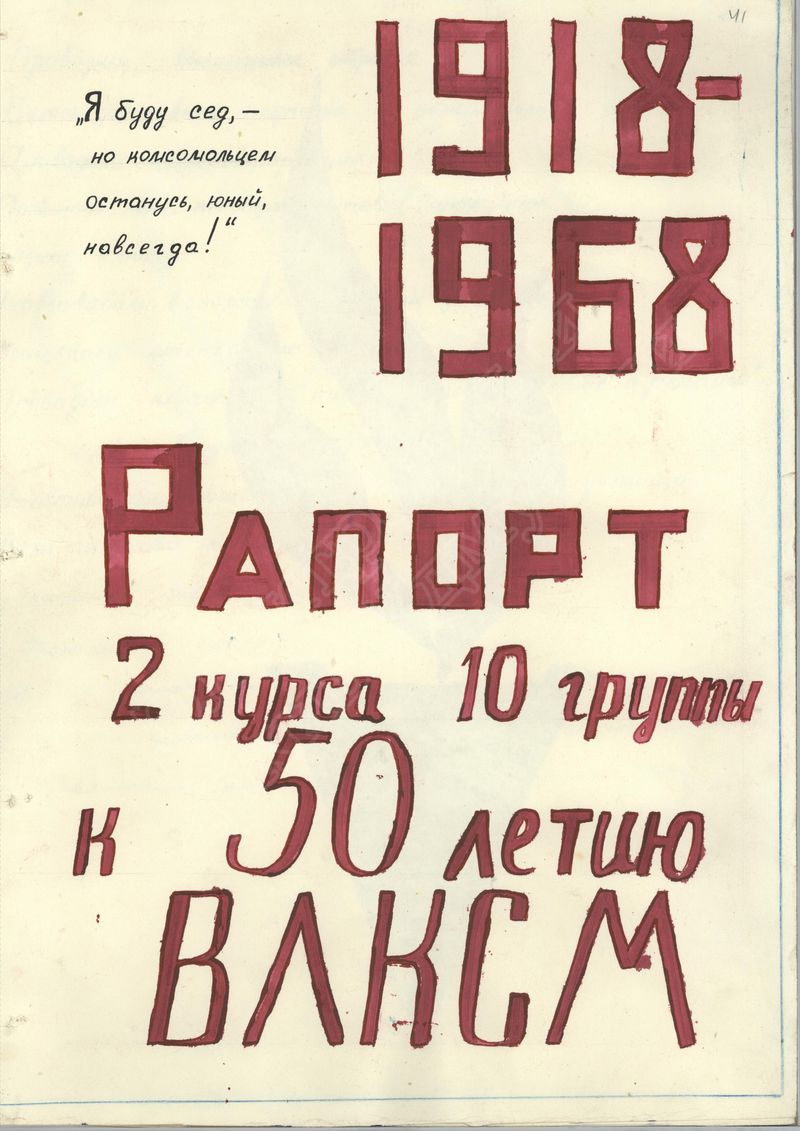 41
1918-
1968
„Я буду сед,—
но комсомольцем
останусь, юный,
навсегда!“
Рапорт
2 курса 10 группы
к 50 летию
ВЛКСМ